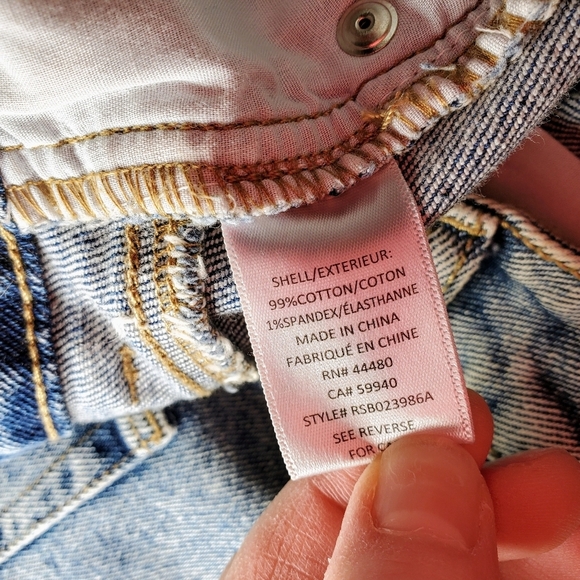 SHELL/EXTERIEUR:
99%COTTON/COTON
1%SPANDEX/ÉLASTHANNE
MADE IN CHINA
FABRIQUÉ EN CHINE
RN# 44480
CA# 59940
STYLE# RSB023986A
SEE REVERSE
FOR